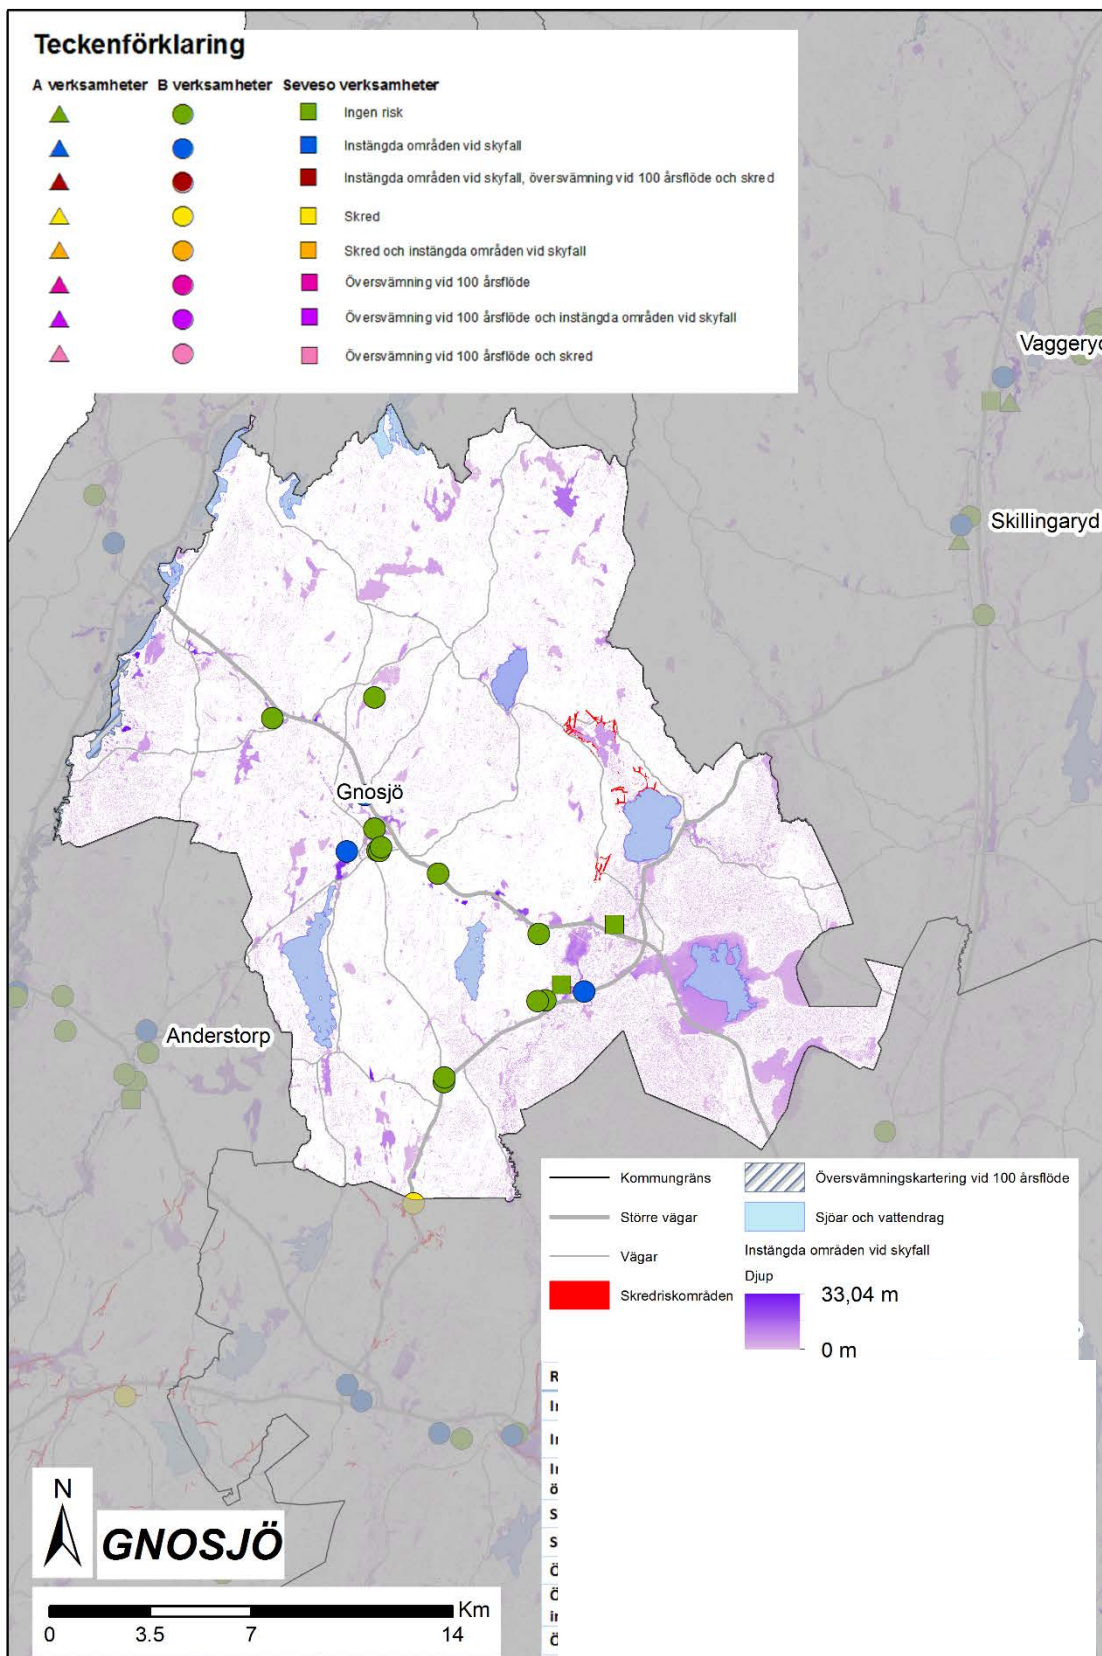 Teckenförklaring
A verksamheter B verksamheter Seveso verksamheter
Ingen risk
Instängda områden vid skyfall
Instängda områden vid skyfall, översvämning vid 100 årsflöde och skred
Skred
Skred och instängda områden vid skyfall
Översvämning vid 100 årsflöde
Översvämning vid 100 årsflöde och instängda områden vid skyfall
Översvämning vid 100 årsflöde och skred
Vaggeryd
Skillingaryd
Gnosjö
Anderstorp
Kommungräns
Större vägar
Vägar
Skredriskområden
Översvämningskartering vid 100 årsflöde
Sjöar och vattendrag
Instängda områden vid skyfall
Djup
33,04 m
0 m
R
Ö
S
S
Ö
Ö
Ö
N
GNOSJÖ
Km
0 3.5 7 14